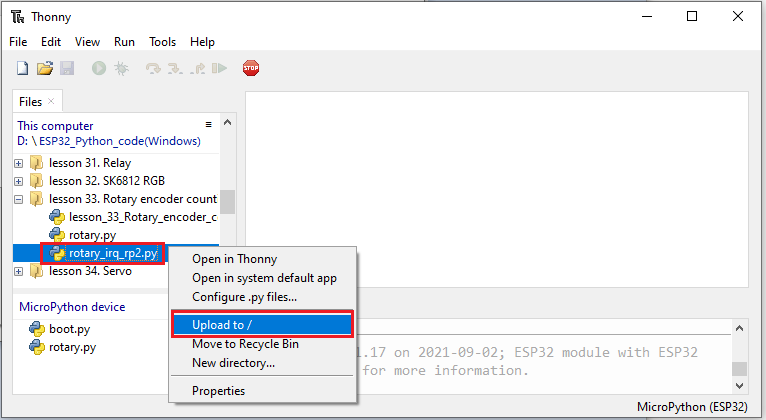 Thonny
File Edit View Run Tools Help
STOP
Files
This computer
D: \ ESP32_Python_code(Windows)
lesson 31. Relay
lesson 32. SK6812 RGB
lesson 33. Rotary encoder count
lesson_33_Rotary_encoder_c
rotary.py
rotary_irq_rp2.py
lesson 34. Servo
MicroPython device
boot.py
rotary.py
Open in Thonny
Open in system default app
Configure .py files...
Upload to /
Move to Recycle Bin
New directory...
Properties
1.17 on 2021-09-02; ESP32 module with ESP32
for more information.
MicroPython (ESP32)